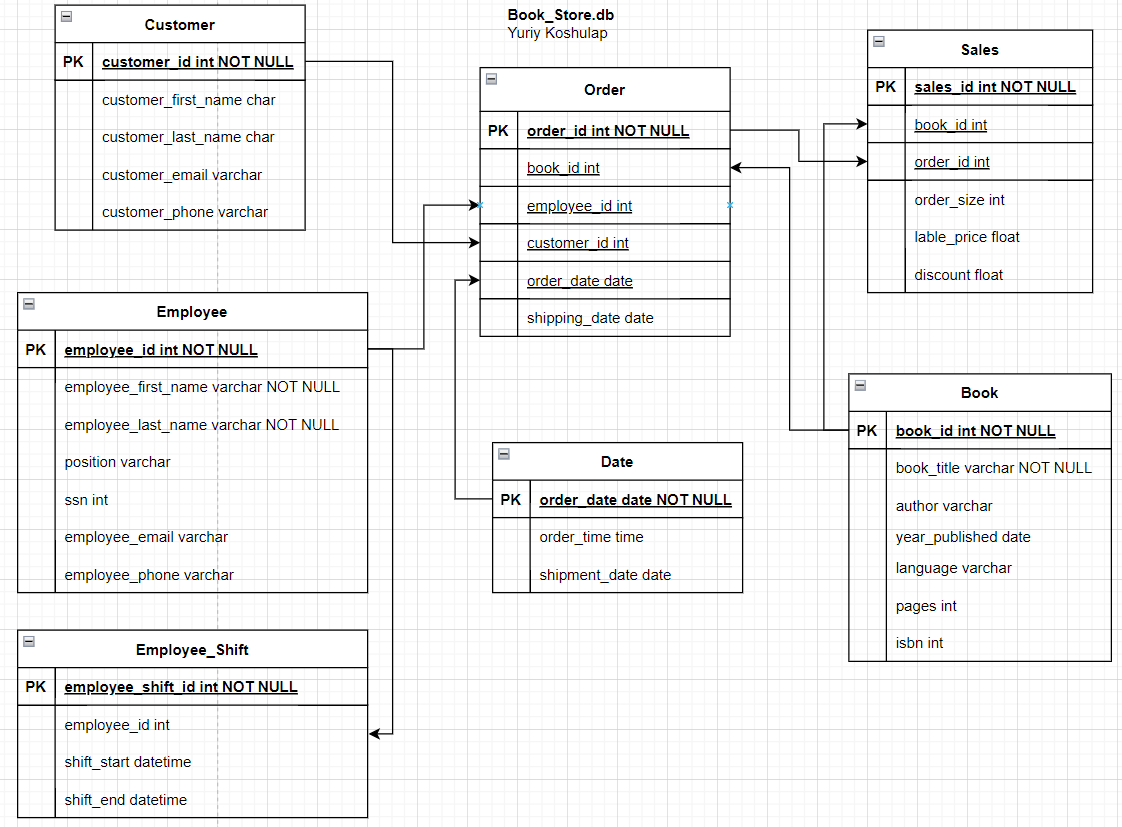 Book_Store.db
Yuriy Koshulap
Customer
PK customer_id int NOT NULL
customer_first_name char
customer_last_name char
customer_email varchar
customer_phone varchar
Order
PK order_id int NOT NULL
book_id int
employee_id int
customer_id int
order_date date
shipping_date date
Sales
PK sales_id int NOT NULL
book_id int
order_id int
order_size int
lable_price float
discount float
Employee
PK employee_id int NOT NULL
employee_first_name varchar NOT NULL
employee_last_name varchar NOT NULL
position varchar
ssn int
employee_email varchar
employee_phone varchar
Date
PK order_date date NOT NULL
order_time time
shipment_date date
Book
PK book_id int NOT NULL
book_title varchar NOT NULL
author varchar
year_published date
language varchar
pages int
isbn int
Employee_Shift
PK employee_shift_id int NOT NULL
employee_id int
shift_start datetime
shift_end datetime